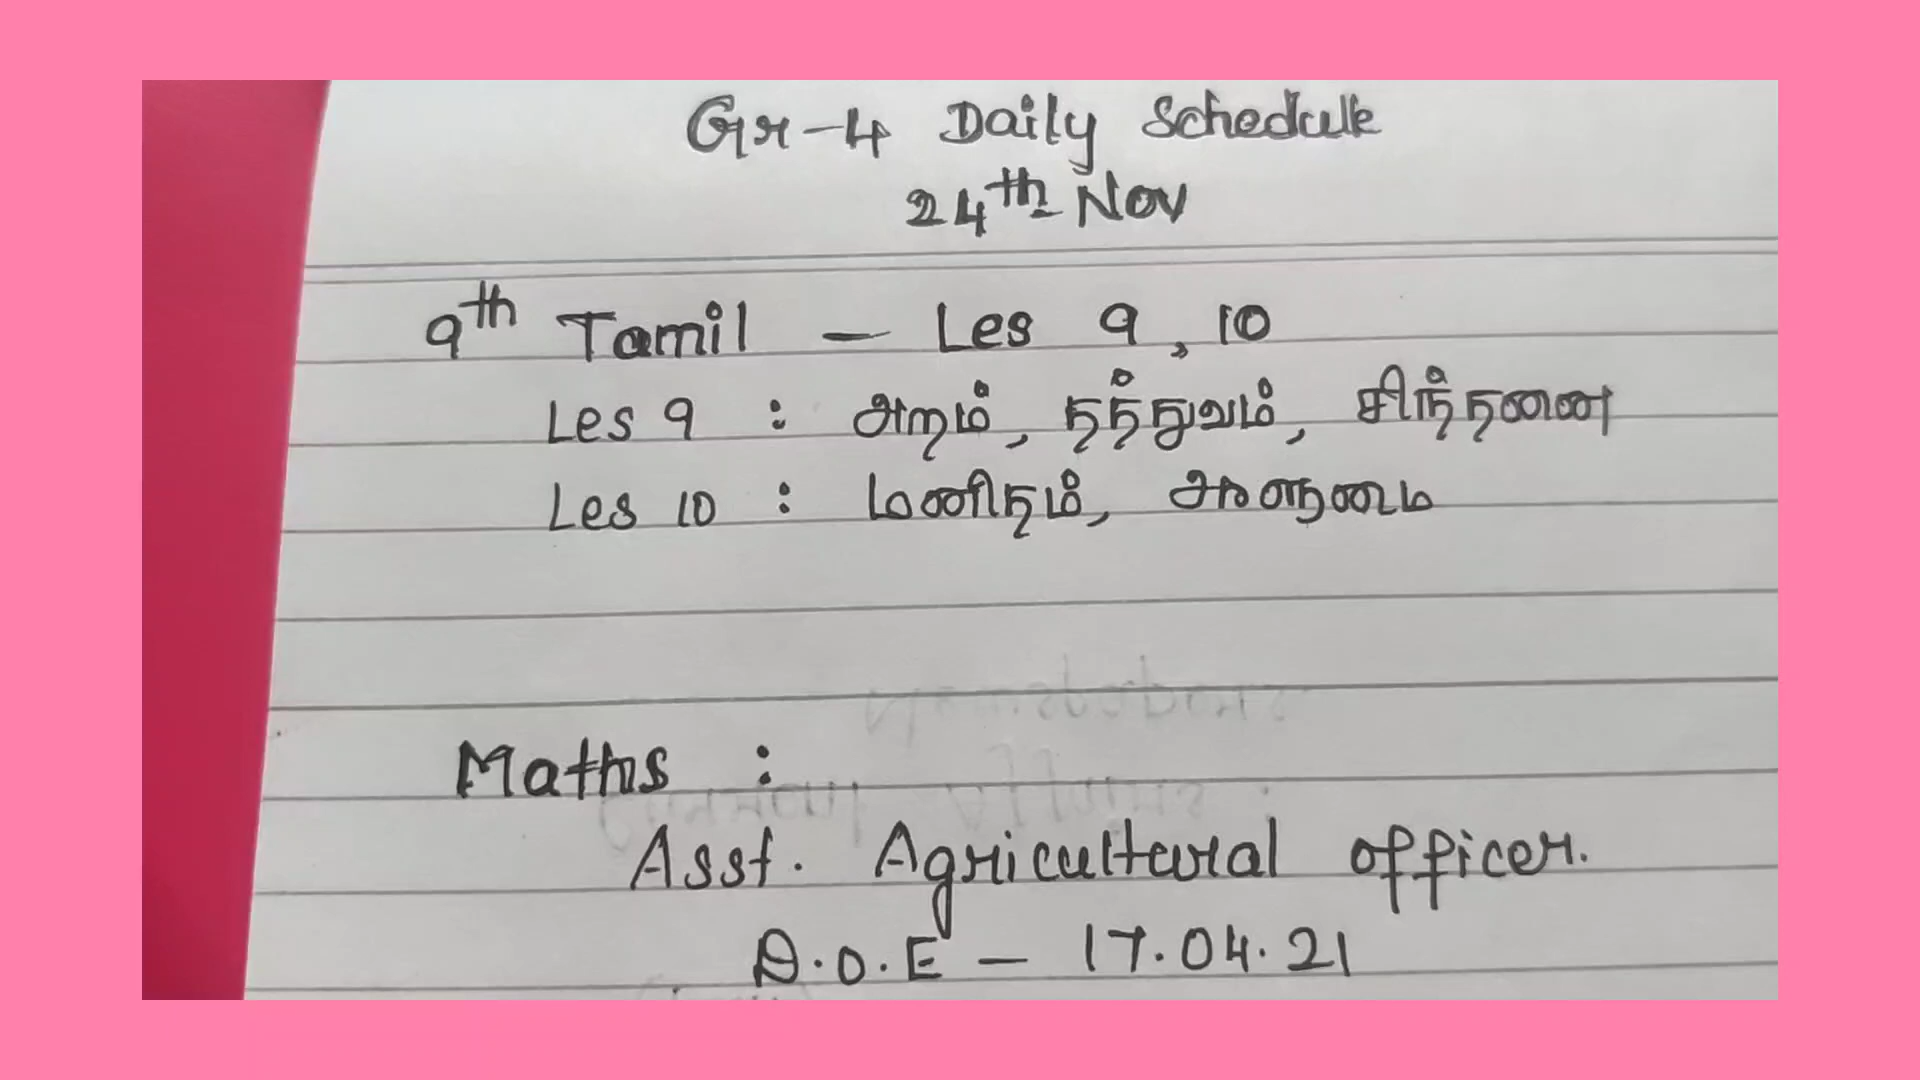 Gr-4 Daily Schedule
24th Nov
9th Tamil - Les 9, 10
Les 9 : அறம், தத்துவம், சிந்தனை
Les 10 : மனிதம், ஆளுமை
Maths :
Asst. Agricultural officer.
D.O.E - 17.04.21